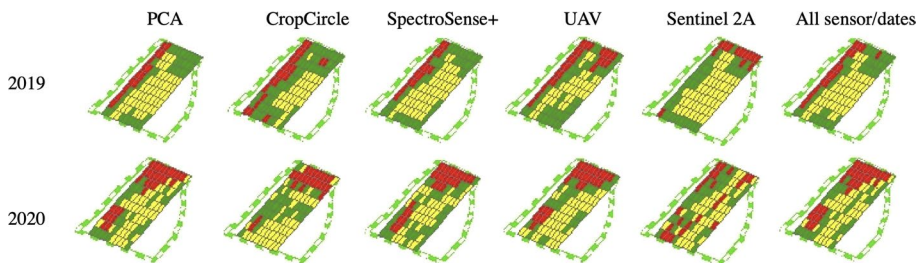 PCA CropCircle SpectroSense+ UAV Sentinel 2A All sensor/dates
2019
2020